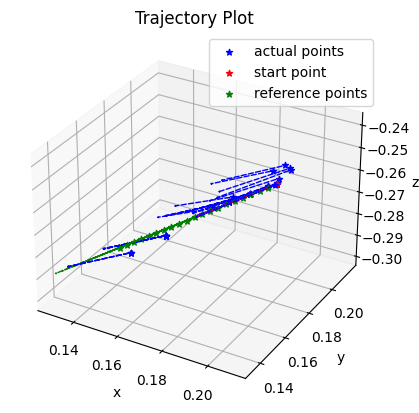 Trajectory Plot
actual points
start point
reference points
−0.24
−0.25
−0.26
−0.27
−0.28
−0.29
−0.30
z
0.14
0.16
0.18
0.20
x
0.14
0.16
0.18
0.20
y